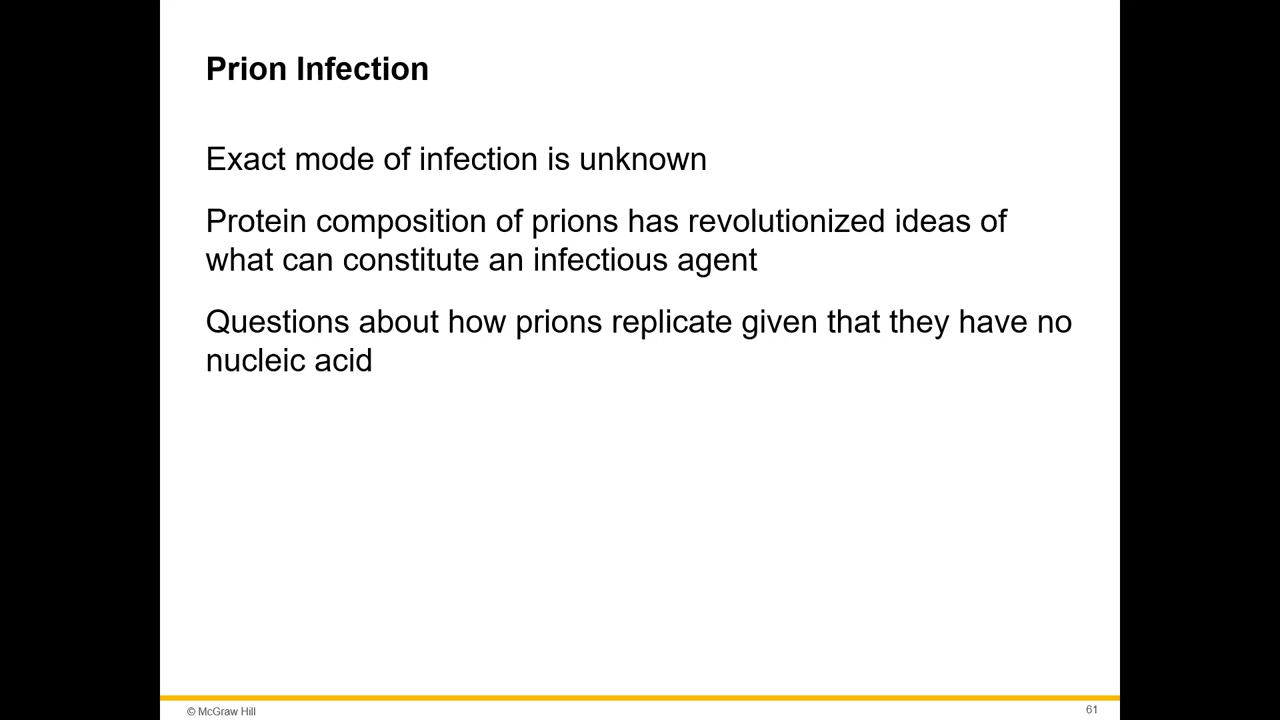 Prion Infection
Exact mode of infection is unknown
Protein composition of prions has revolutionized ideas of
what can constitute an infectious agent
Questions about how prions replicate given that they have no
nucleic acid
© McGraw Hill
61